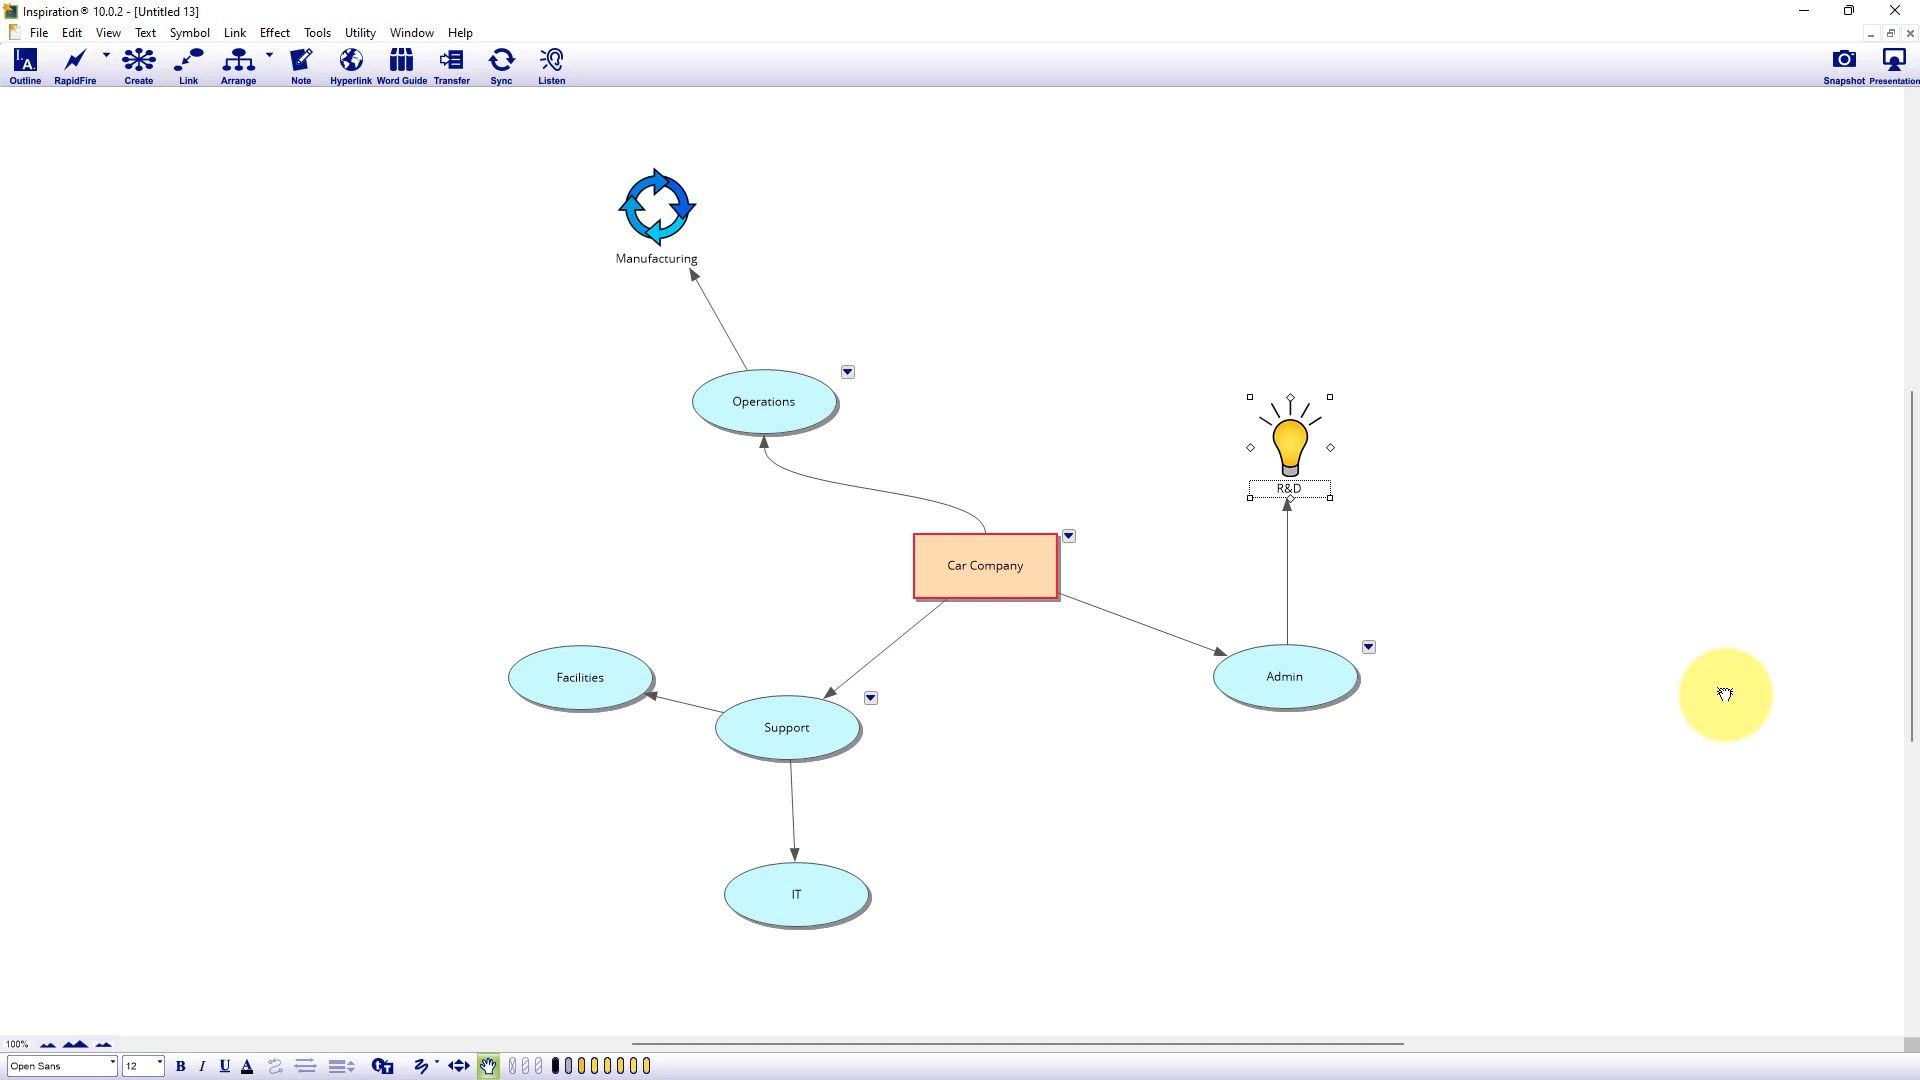 Inspiration® 10.0.2 - [Untitled 13]
File Edit View Text Symbol Link Effect Tools Utility Window Help
Outline RapidFire Create Link Arrange Note Hyperlink Word Guide Transfer Sync Listen Snapshot Presentation
Manufacturing
Operations
R&D
Car Company
Facilities
Admin
Support
IT
100%
Open Sans 12 B I U A